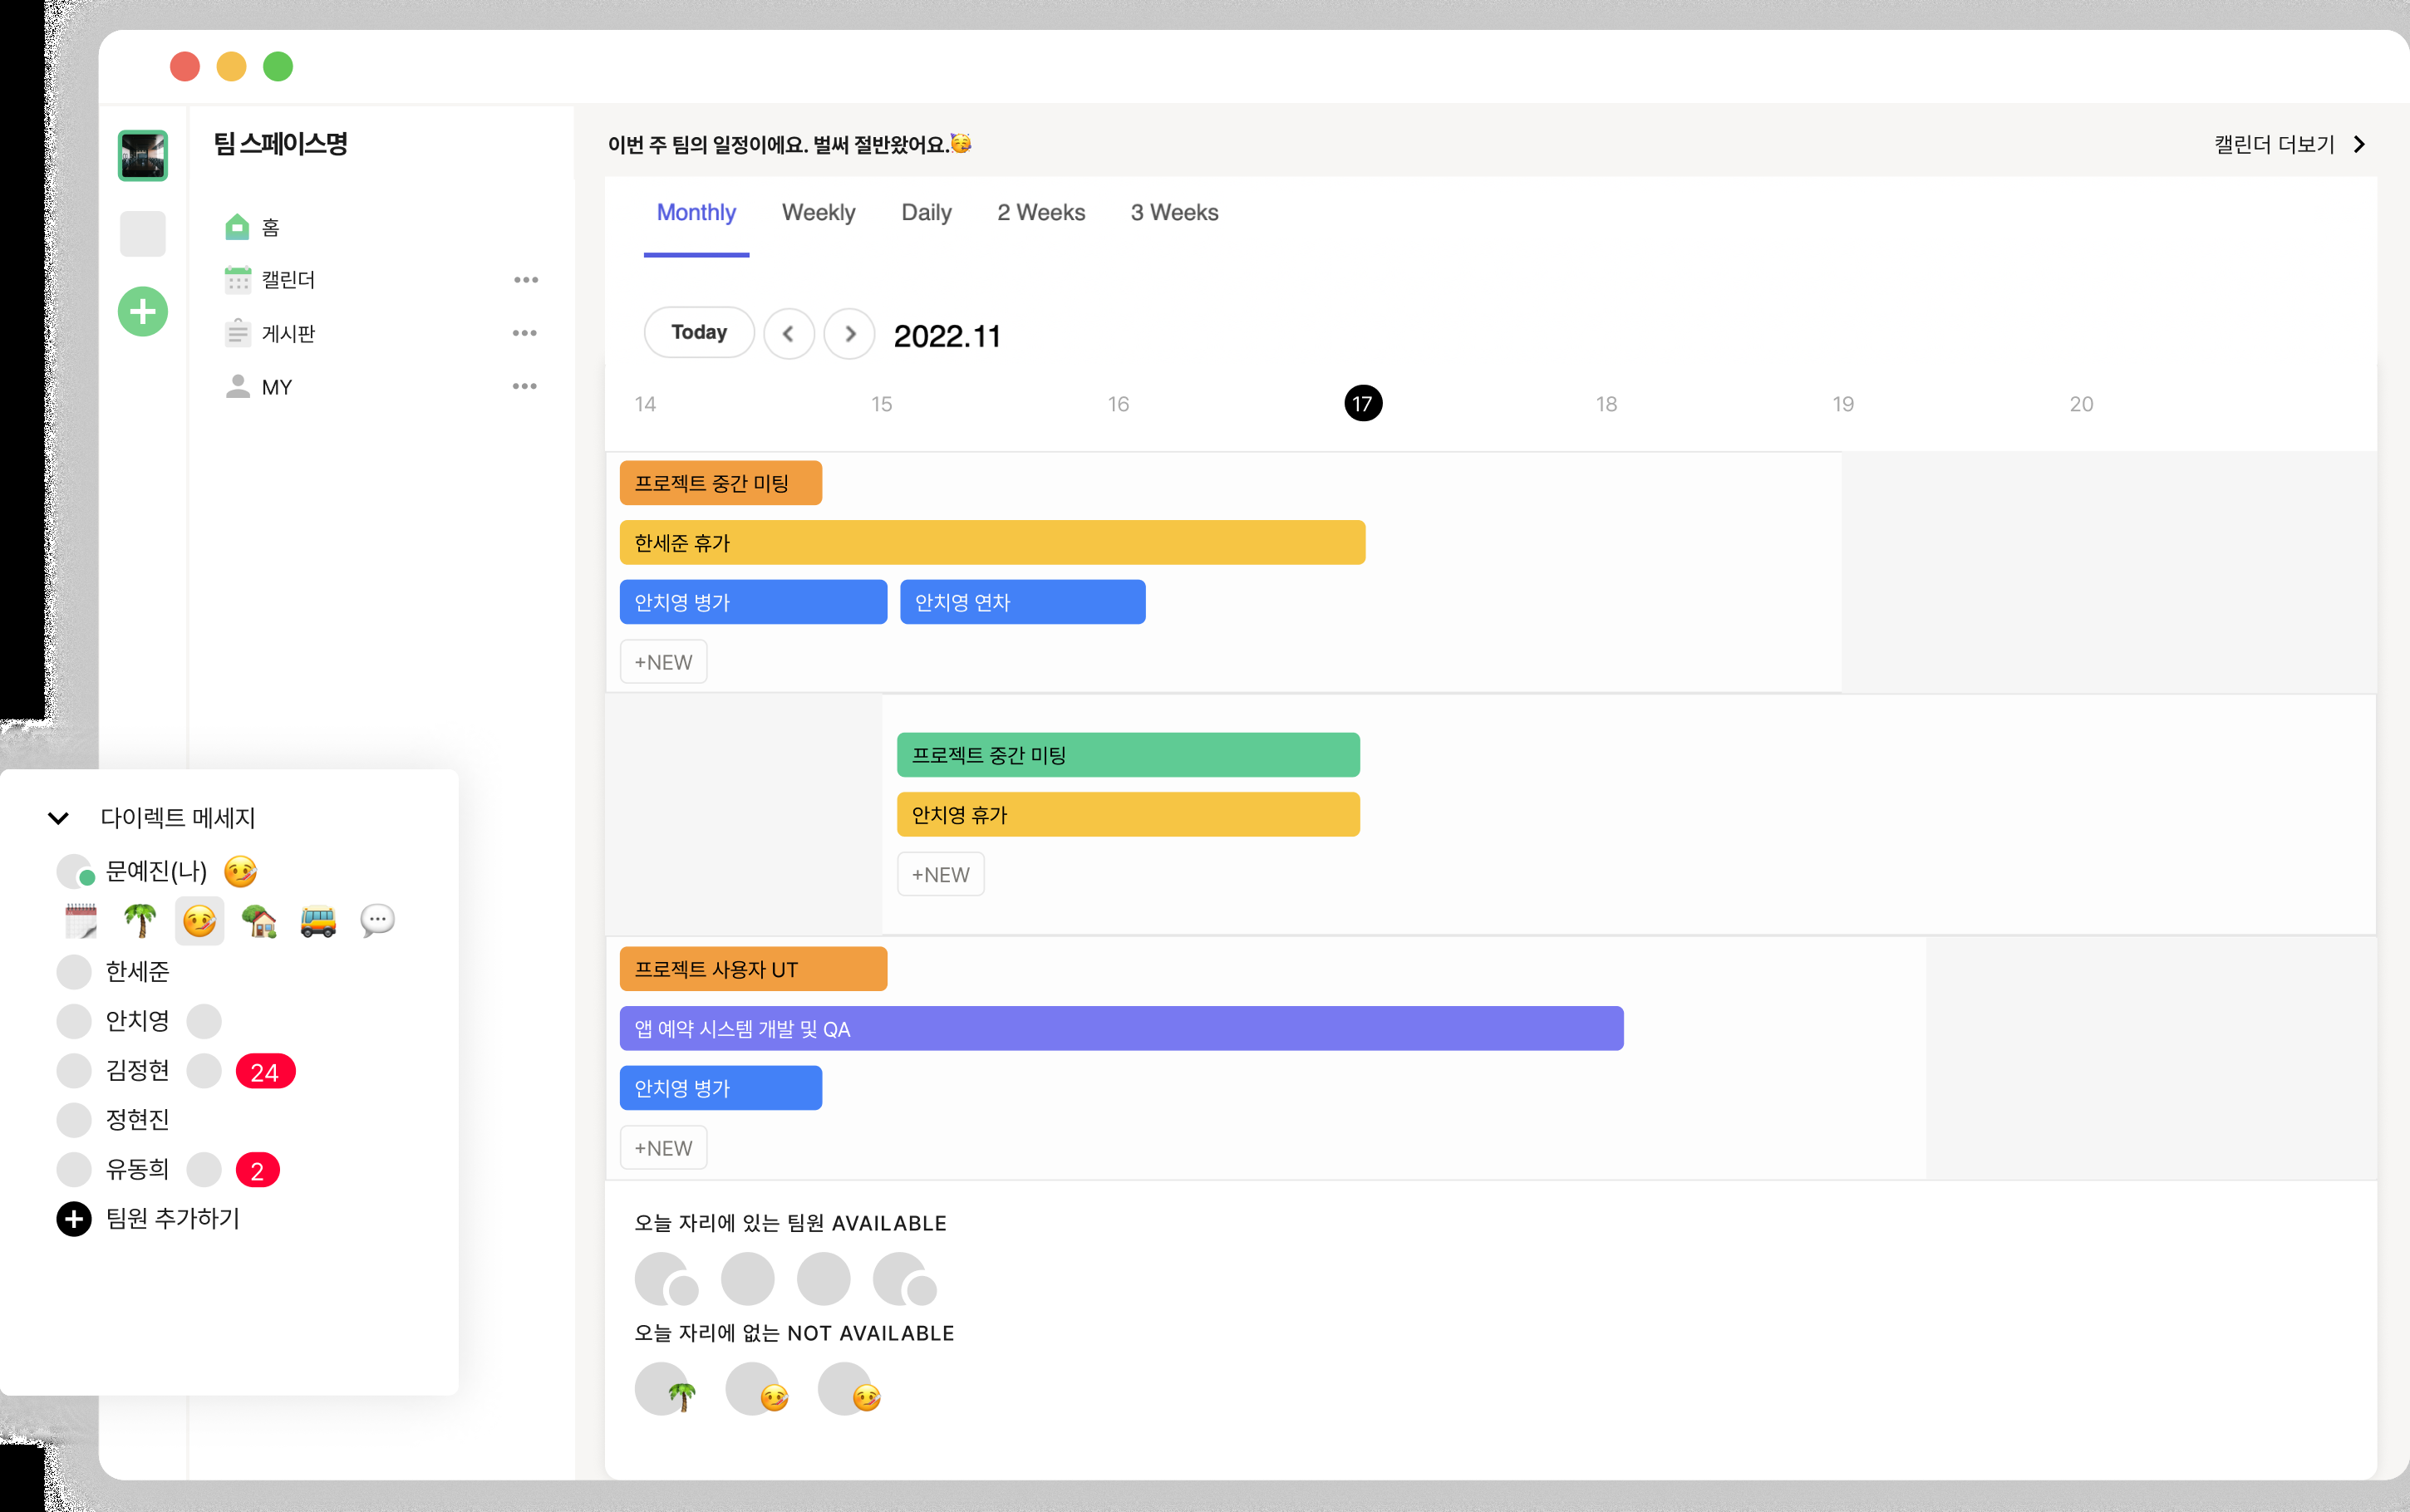 팀 스페이스명
홈
캘린더
게시판
MY
이번 주 팀의 일정이에요. 벌써 절반왔어요.🥳
캘린더 더보기
Monthly Weekly Daily 2 Weeks 3 Weeks
Today 2022.11
14 15 16 17 18 19 20
프로젝트 중간 미팅
한세준 휴가
안치영 병가 안치영 연차
+NEW
프로젝트 중간 미팅
안치영 휴가
+NEW
프로젝트 사용자 UT
앱 예약 시스템 개발 및 QA
안치영 병가
+NEW
오늘 자리에 있는 팀원 AVAILABLE
오늘 자리에 없는 NOT AVAILABLE
다이렉트 메세지
문예진(나)
한세준
안치영
김정현 24
정현진
유동희 2
팀원 추가하기